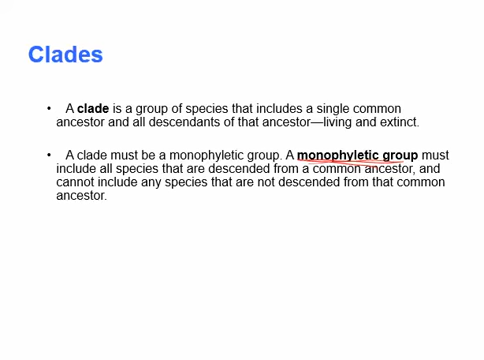 Clades
• A clade is a group of species that includes a single common
ancestor and all descendants of that ancestor—living and extinct.
• A clade must be a monophyletic group. A monophyletic group must
include all species that are descended from a common ancestor, and
cannot include any species that are not descended from that common
ancestor.